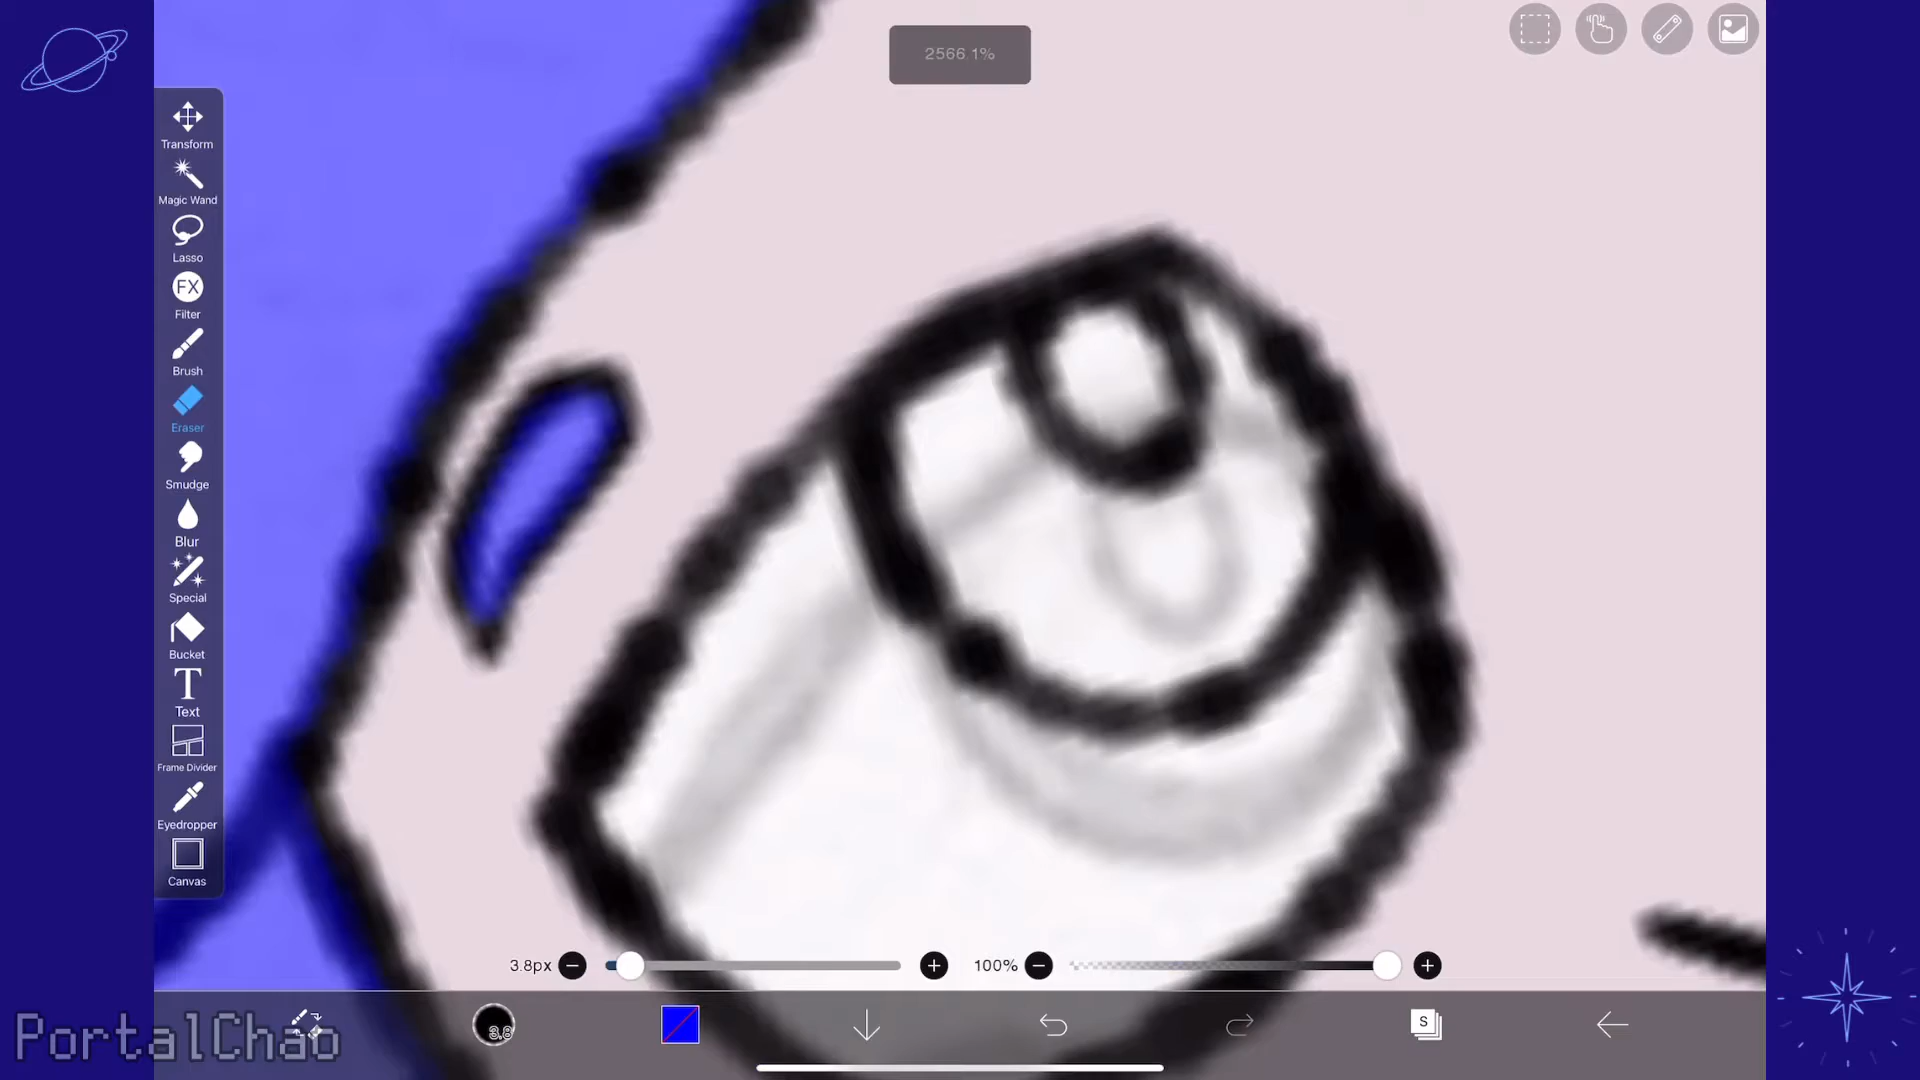 2566.1%
Transform
Magic Wand
Lasso
FX
Filter
Brush
Eraser
Smudge
Blur
Special
Bucket
T
Text
Frame Divider
Eyedropper
Canvas
3.8px
100%
3.8
S
PortalChao